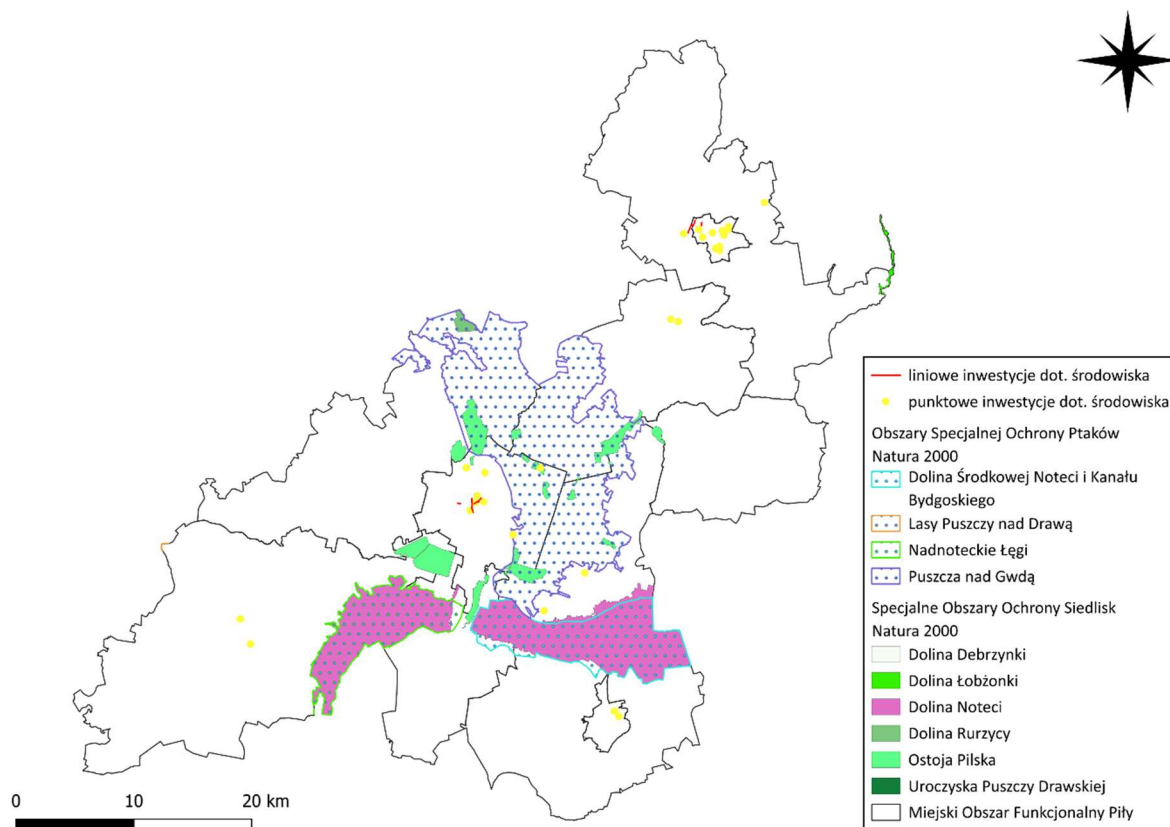 liniowe inwestycje dot. środowiska
punktowe inwestycje dot. środowiska
Obszary Specjalnej Ochrony Ptaków
Natura 2000
Dolina Środkowej Noteci i Kanału
Bydgoskiego
Lasy Puszczy nad Drawą
Nadnoteckie Łęgi
Puszcza nad Gwdą
Specjalne Obszary Ochrony Siedlisk
Natura 2000
Dolina Debrzynki
Dolina Łobżonki
Dolina Noteci
Dolina Rurzycy
Ostoja Pilska
Uroczyska Puszczy Drawskiej
Miejski Obszar Funkcjonalny Piły
0 10 20 km